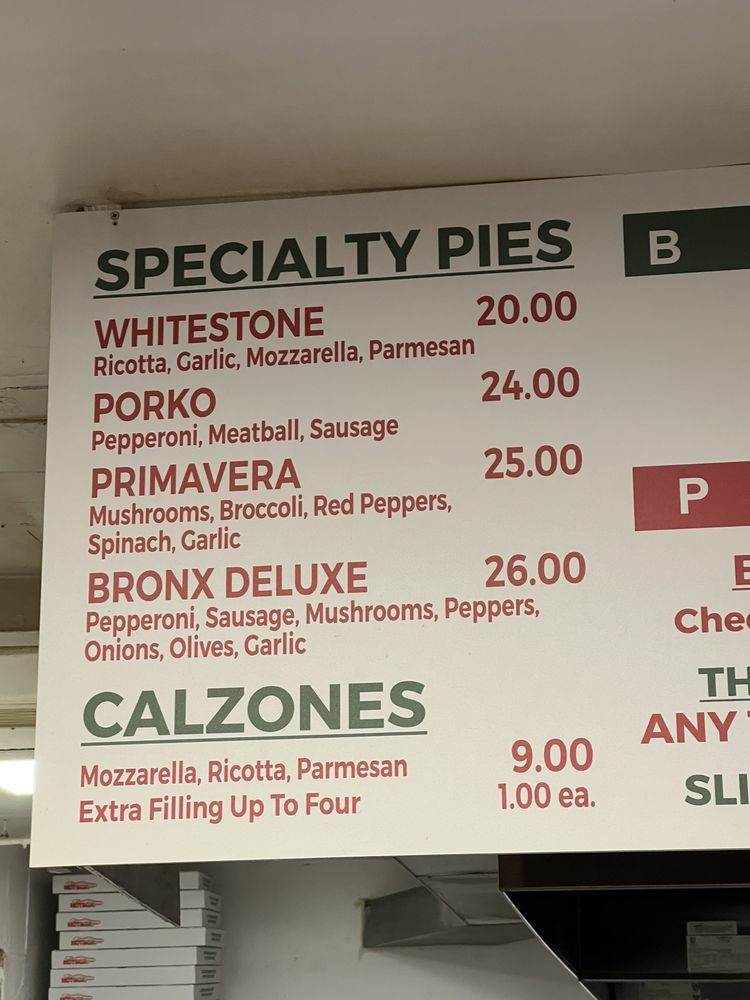 SPECIALTY PIES
WHITESTONE 20.00
Ricotta, Garlic, Mozzarella, Parmesan
PORKO 24.00
Pepperoni, Meatball, Sausage
PRIMAVERA 25.00
Mushrooms, Broccoli, Red Peppers,
Spinach, Garlic
BRONX DELUXE 26.00
Pepperoni, Sausage, Mushrooms, Peppers,
Onions, Olives, Garlic
CALZONES
Mozzarella, Ricotta, Parmesan 9.00
Extra Filling Up To Four 1.00 ea.
B
P
ANY